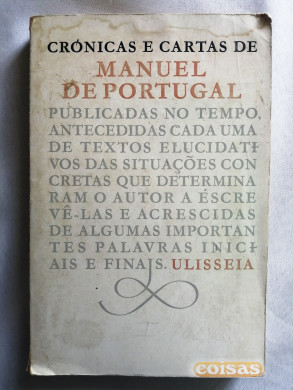 CRÓNICAS E CARTAS DE
MANUEL
DE PORTUGAL
PUBLICADAS NO TEMPO,
ANTECEDIDAS CADA UMA
DE TEXTOS ELUCIDATI
VOS DAS SITUAÇÕES CON
CRETAS QUE DETERMINA
RAM O AUTOR A ESCRE
VÊ-LAS E ACRESCIDAS
DE ALGUMAS IMPORTAN
TES PALAVRAS INICI
AIS E FINAIS. ULISSEIA
coisas